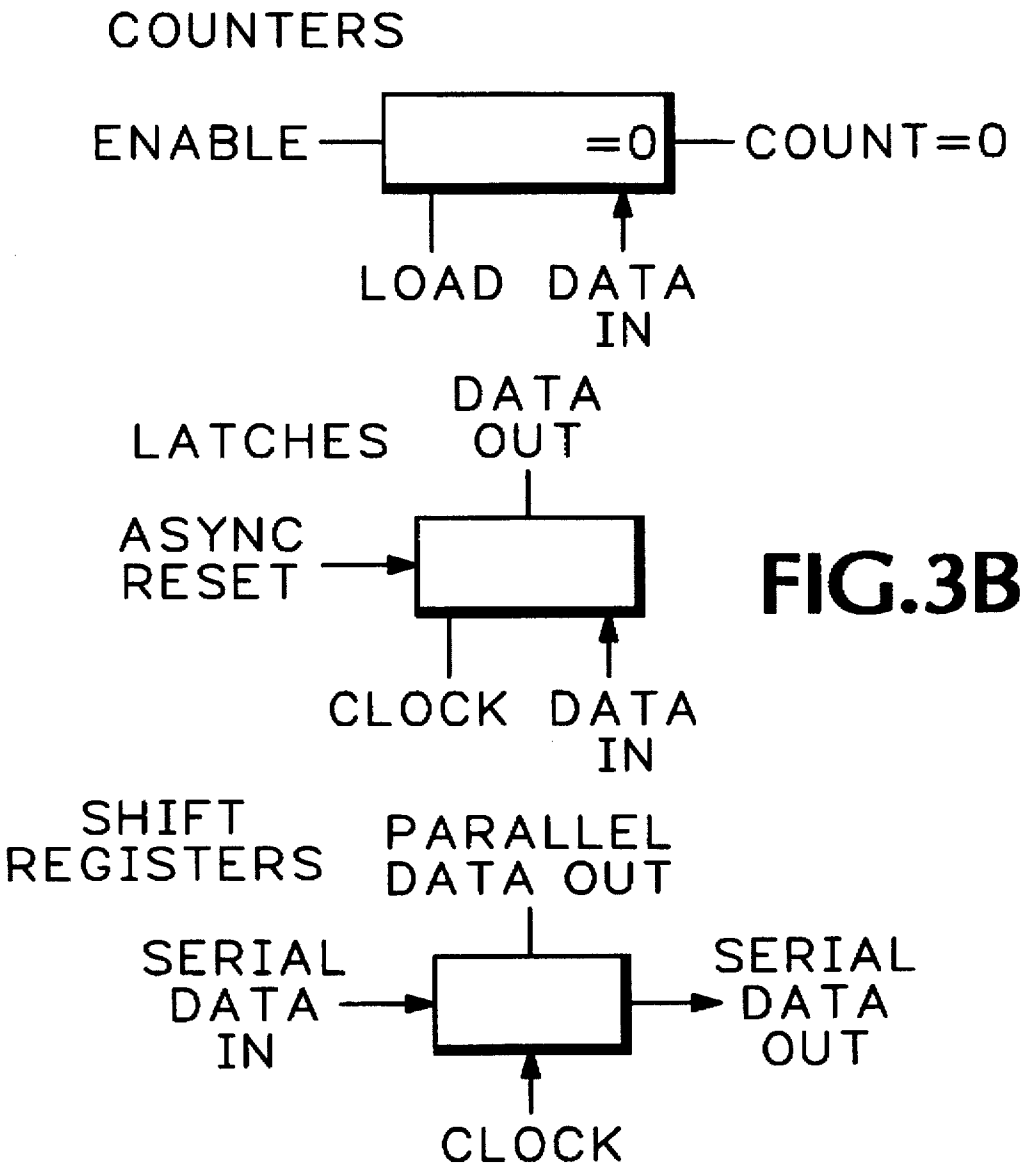 COUNTERS
ENABLE
=0
COUNT=0
LOAD
DATA
IN
LATCHES
DATA
OUT
ASYNC
RESET
CLOCK
DATA
IN
FIG.3B
SHIFT
REGISTERS
PARALLEL
DATA OUT
SERIAL
DATA
IN
SERIAL
DATA
OUT
CLOCK